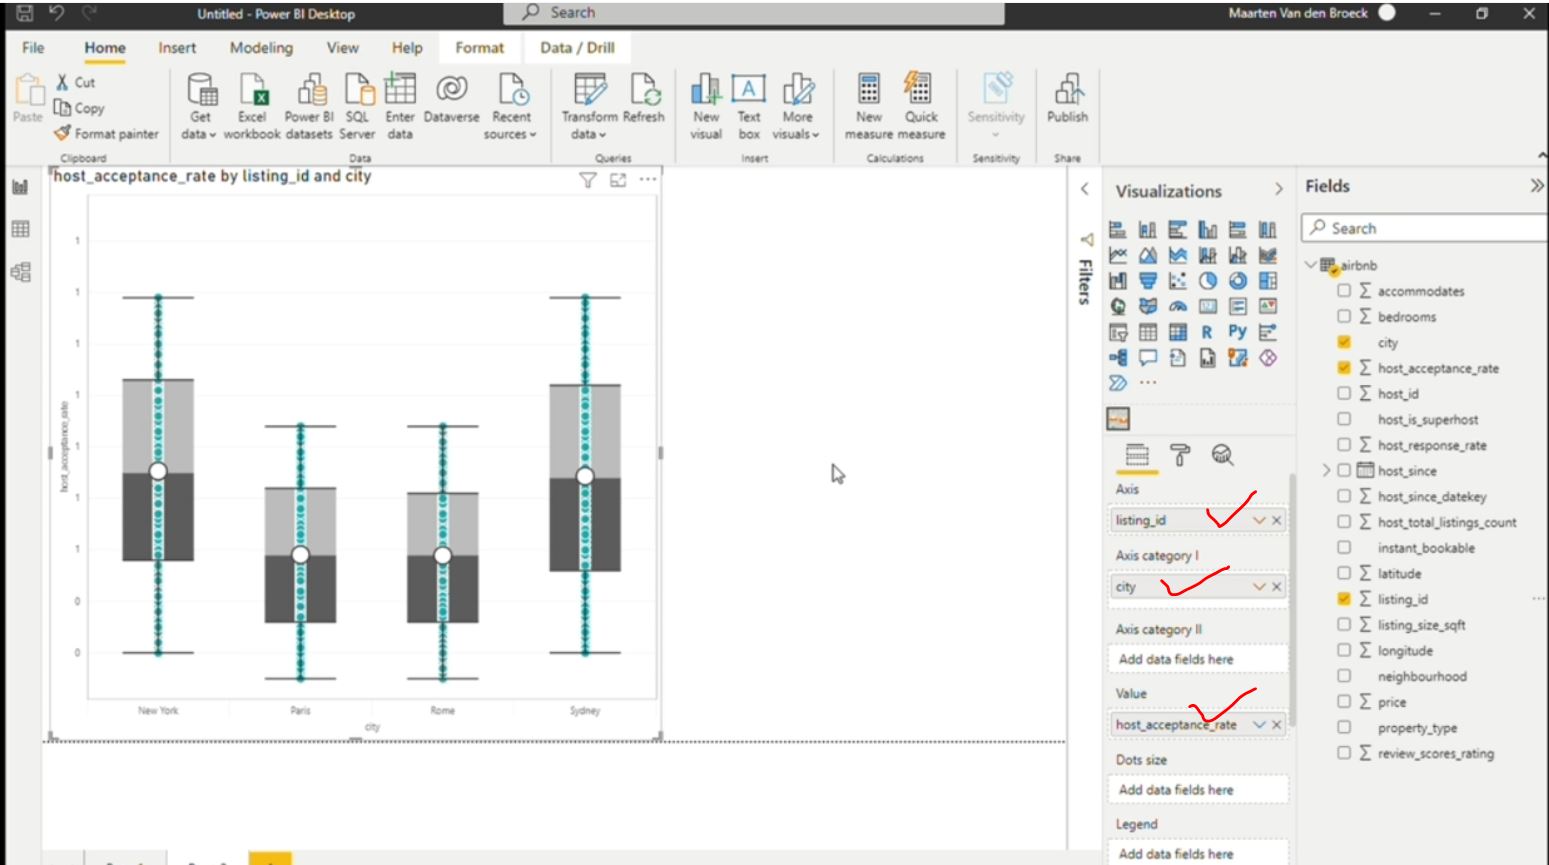 Untitled - Power BI Desktop
Search
Maarten Van den Broeck
File Home Insert Modeling View Help Format Data / Drill
Paste
Cut
Copy
Format painter
Clipboard
Get data
Excel workbook
Power BI datasets
SQL Server
Enter data
Dataverse
Recent sources
Data
Transform data
Refresh
Queries
New visual
Text box
More visuals
Insert
New measure
Quick measure
Calculations
Sensitivity
Sensitivity
Publish
Share
host_acceptance_rate by listing_id and city
1
1
1
1
1
1
1
0
0
host_acceptance_rate
New York Paris Rome Sydney
city
Filters
Visualizations
R Py
Axis
listing_id
Axis category I
city
Axis category II
Add data fields here
Value
host_acceptance_rate
Dots size
Add data fields here
Legend
Add data fields here
Fields
Search
airbnb
accommodates
bedrooms
city
host_acceptance_rate
host_id
host_is_superhost
host_response_rate
host_since
host_since_datekey
host_total_listings_count
instant_bookable
latitude
listing_id
listing_size_sqft
longitude
neighbourhood
price
property_type
review_scores_rating